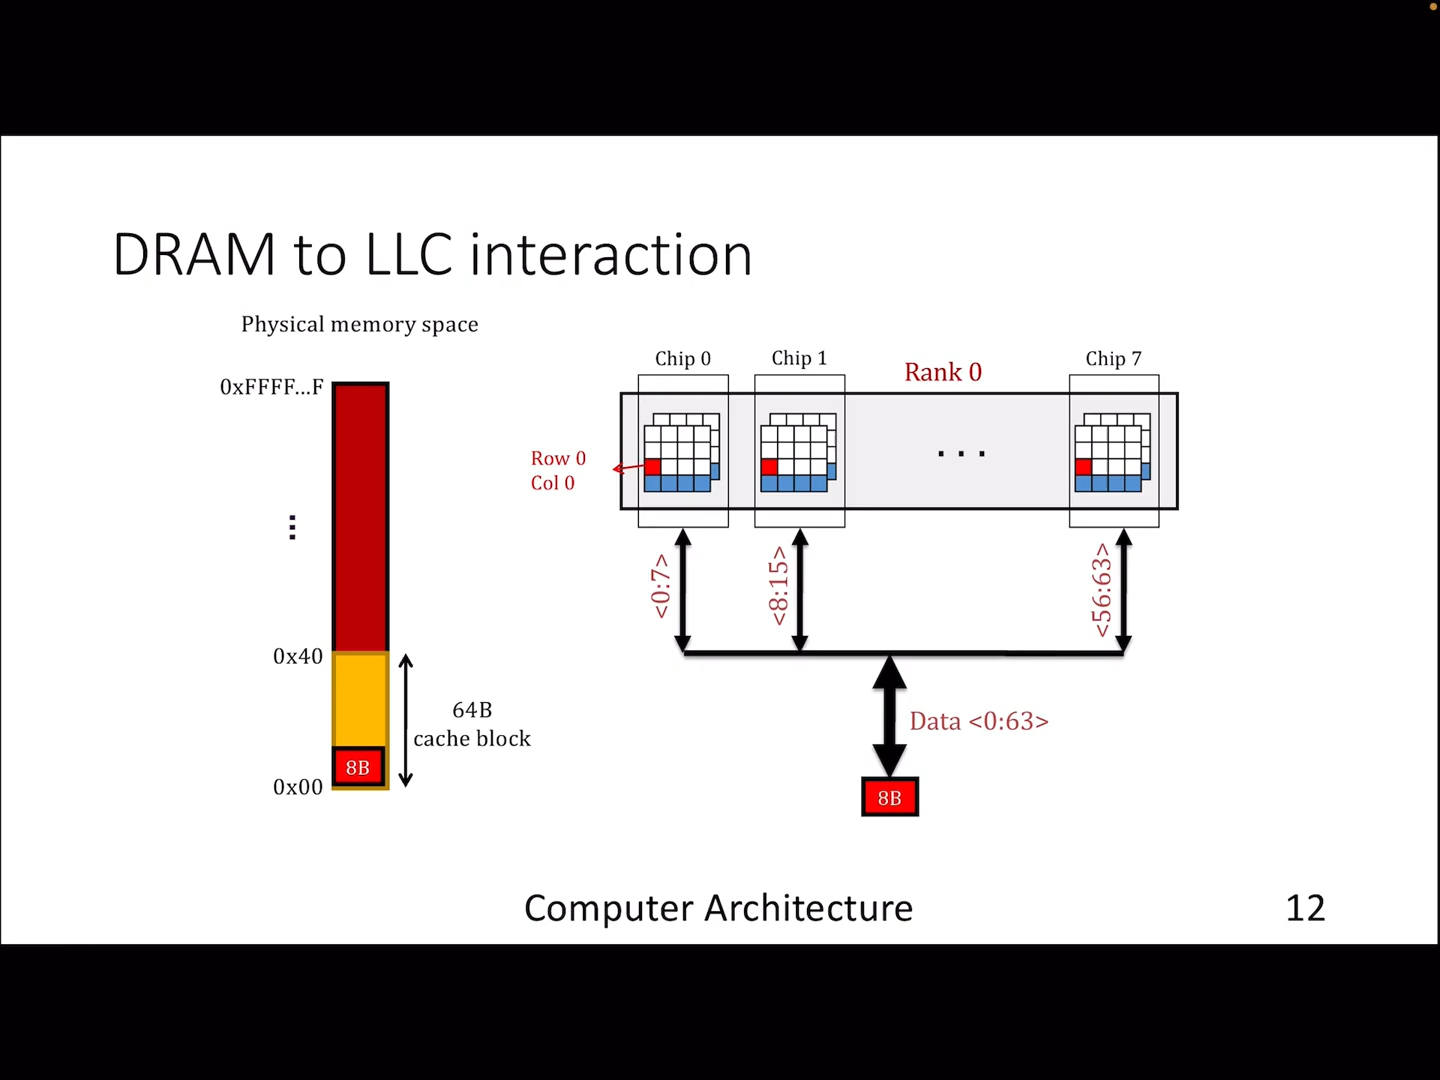 DRAM to LLC interaction
Physical memory space
0xFFFF...F
⋮
0x40
64B
cache block
8B
0x00
Chip 0
Chip 1
Rank 0
Chip 7
Row 0
Col 0
...
<0:7>
<8:15>
<56:63>
Data <0:63>
8B
Computer Architecture
12